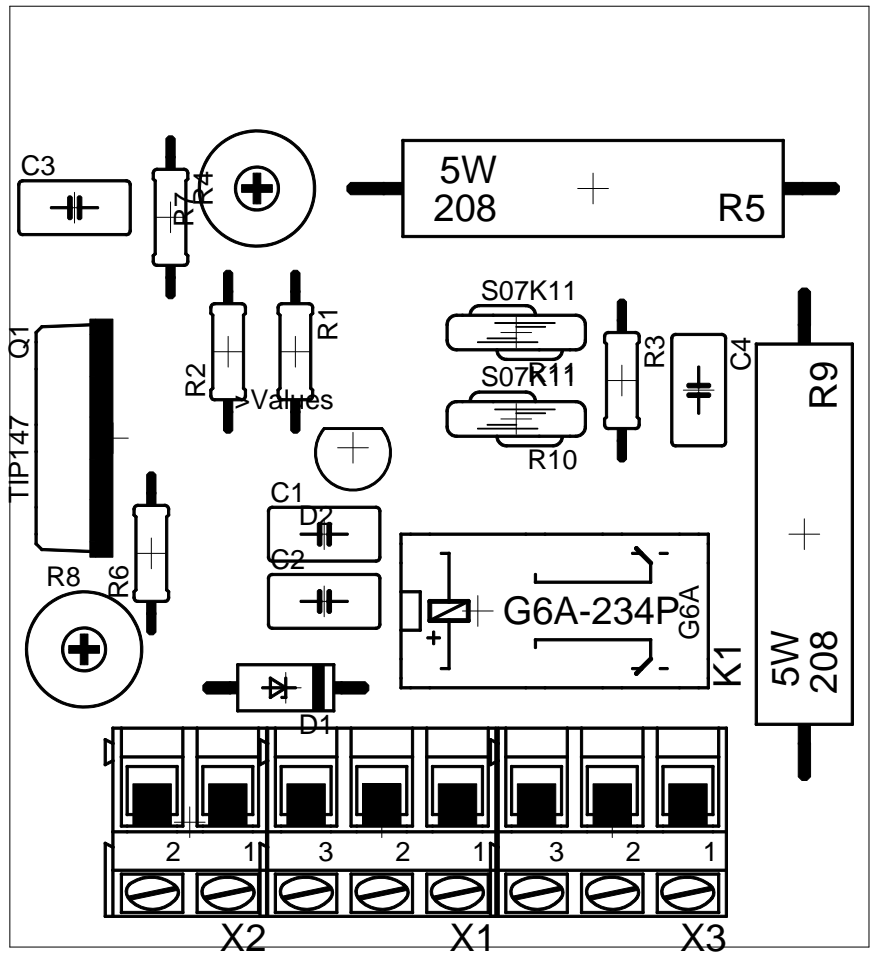 C3
R7
R4
5W
208
R5
S07K11
R11
S07K11
R10
R3
C4
R9
5W
208
Q1
TIP147
R2
R1
>Values
C1
D2
C2
R8
R6
G6A-234P
G6A
+
K1
D1
2 1 3 2 1 3 2 1
X2 X1 X3